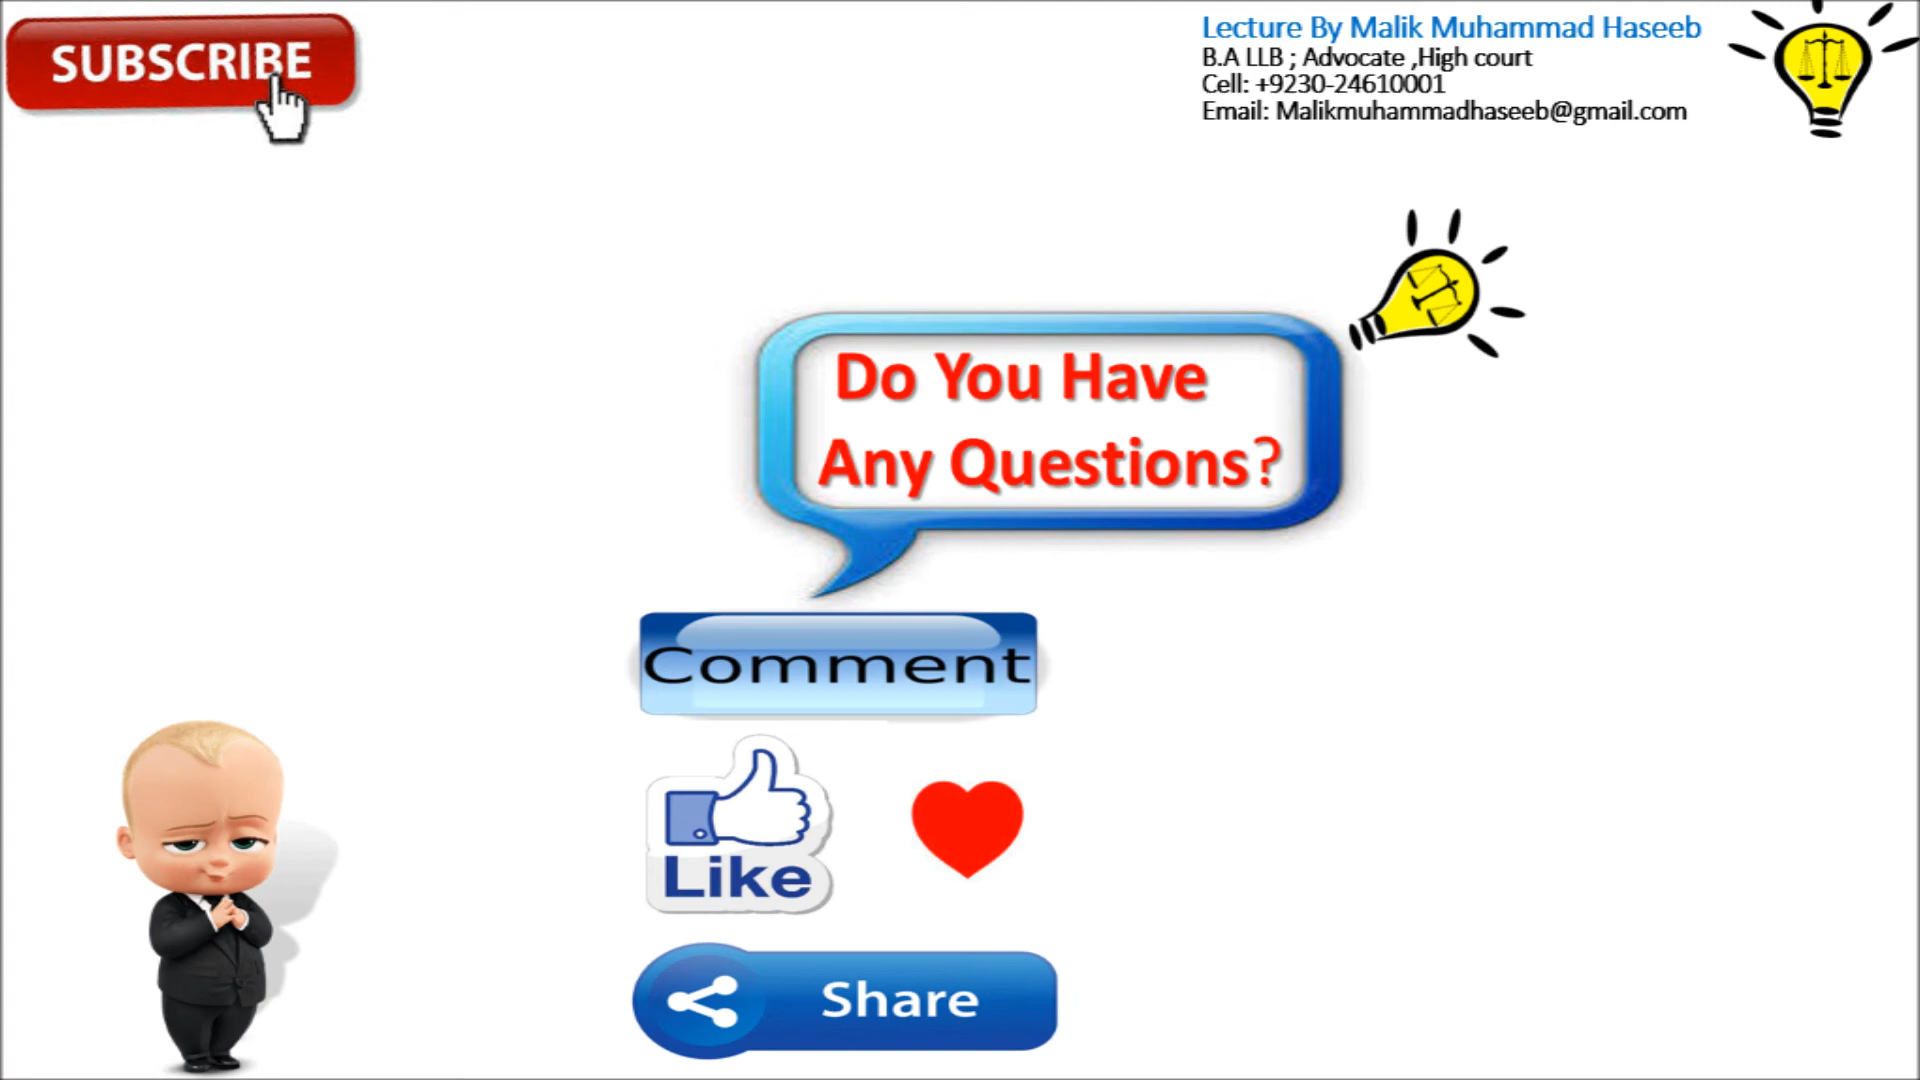 SUBSCRIBE
Lecture By Malik Muhammad Haseeb
B.A LLB ; Advocate ,High court
Cell: +9230-24610001
Email: Malikmuhammadhaseeb@gmail.com
Do You Have
Any Questions?
Comment
Like
Share